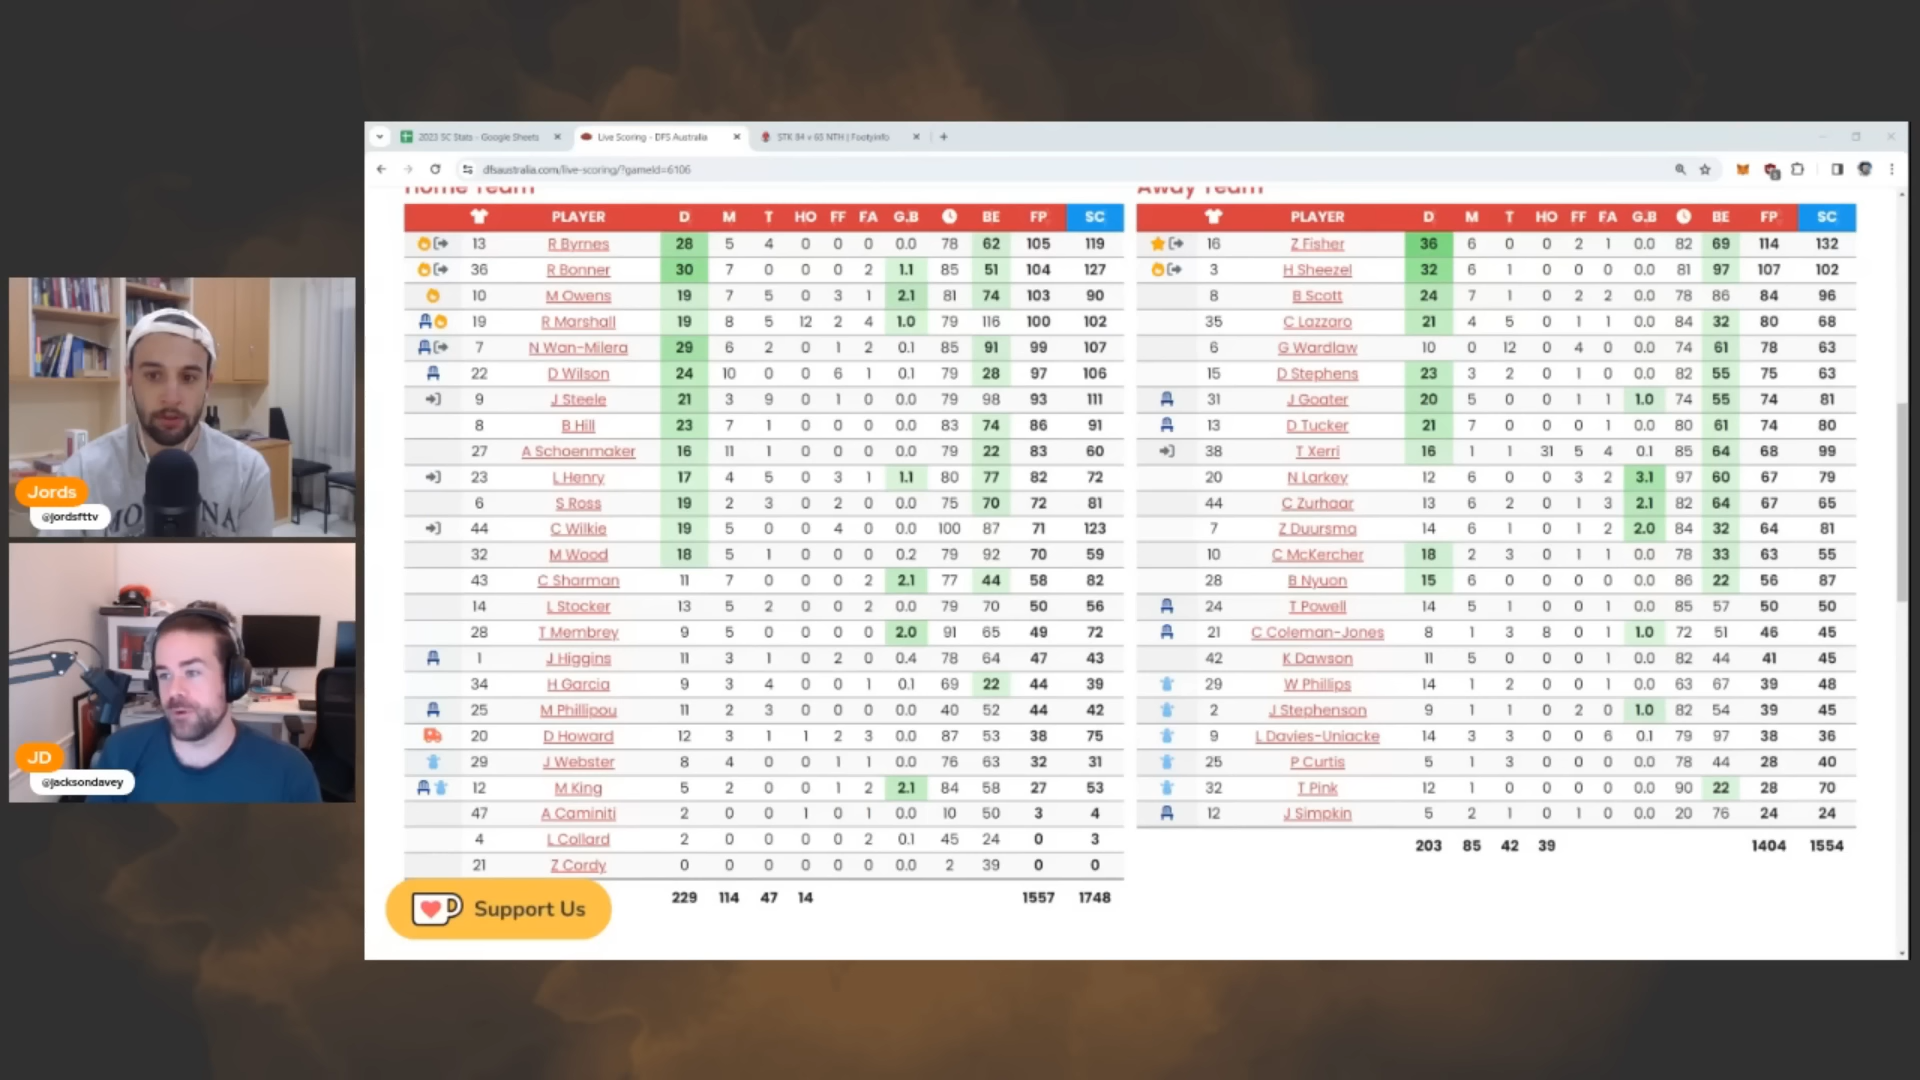 2023 SC Stats - Google Sheets
Live Scoring - DFS Australia
STK 84 v 65 NTH | FootyInfo
dfsaustralia.com/live-scoring/?gameId=6106
Home Team
Away Team
PLAYER D M T HO FF FA G.B BE FP SC
13 R Byrnes 28 5 4 0 0 0 0.0 78 62 105 119
36 R Bonner 30 7 0 0 0 2 1.1 85 51 104 127
10 M Owens 19 7 5 0 3 1 2.1 81 74 103 90
19 R Marshall 19 8 5 12 2 4 1.0 79 116 100 102
7 N Wan-Milera 29 6 2 0 1 2 0.1 85 91 99 107
22 D Wilson 24 10 0 0 6 1 0.1 79 28 97 106
9 J Steele 21 3 9 0 1 0 0.0 79 98 93 111
8 B Hill 23 7 1 0 0 0 0.0 83 74 86 91
27 A Schoenmaker 16 11 1 0 0 0 0.0 79 22 83 60
23 L Henry 17 4 5 0 3 1 1.1 80 77 82 72
6 S Ross 19 2 3 0 2 0 0.0 75 70 72 81
44 C Wilkie 19 5 0 0 4 0 0.0 100 87 71 123
32 M Wood 18 5 1 0 0 0 0.2 79 92 70 59
43 C Sharman 11 7 0 0 0 2 2.1 77 44 58 82
14 L Stocker 13 5 2 0 0 2 0.0 79 70 50 56
28 T Membrey 9 5 0 0 0 0 2.0 91 65 49 72
1 J Higgins 11 3 1 0 2 0 0.4 78 64 47 43
34 H Garcia 9 3 4 0 0 1 0.1 69 22 44 39
25 M Phillipou 11 2 3 0 0 0 0.0 40 52 44 42
20 D Howard 12 3 1 1 2 3 0.0 87 53 38 75
29 J Webster 8 4 0 0 1 1 0.0 76 63 32 31
12 M King 5 2 0 0 1 2 2.1 84 58 27 53
47 A Caminiti 2 0 0 1 0 1 0.0 10 50 3 4
4 L Collard 2 0 0 0 0 2 0.1 45 24 0 3
21 Z Cordy 0 0 0 0 0 0 0.0 2 39 0 0
229 114 47 14 1557 1748
PLAYER D M T HO FF FA G.B BE FP SC
16 Z Fisher 36 6 0 0 2 1 0.0 82 69 114 132
3 H Sheezel 32 6 1 0 0 0 0.0 81 97 107 102
8 B Scott 24 7 1 0 2 2 0.0 78 86 84 96
35 C Lazzaro 21 4 5 0 1 1 0.0 84 32 80 68
6 G Wardlaw 10 0 12 0 4 0 0.0 74 61 78 63
15 D Stephens 23 3 2 0 1 0 0.0 82 55 75 63
31 J Goater 20 5 0 0 1 1 1.0 74 55 74 81
13 D Tucker 21 7 0 0 0 1 0.0 80 61 74 80
38 T Xerri 16 1 1 31 5 4 0.1 85 64 68 99
20 N Larkey 12 6 0 0 3 2 3.1 97 60 67 79
44 C Zurhaar 13 6 2 0 1 3 2.1 82 64 67 65
7 Z Duursma 14 6 1 0 1 2 2.0 84 32 64 81
10 C McKercher 18 2 3 0 1 1 0.0 78 33 63 55
28 B Nyuon 15 6 0 0 0 0 0.0 86 22 56 87
24 T Powell 14 5 1 0 0 1 0.0 85 57 50 50
21 C Coleman-Jones 8 1 3 8 0 1 1.0 72 51 46 45
42 K Dawson 11 5 0 0 0 1 0.0 82 44 41 45
29 W Phillips 14 1 2 0 0 1 0.0 63 67 39 48
2 J Stephenson 9 1 1 0 2 0 1.0 82 54 39 45
9 L Davies-Uniacke 14 3 3 0 0 6 0.1 79 97 38 36
25 P Curtis 5 1 3 0 0 0 0.0 78 44 28 40
32 T Pink 12 1 0 0 0 0 0.0 90 22 28 70
12 J Simpkin 5 2 1 0 1 0 0.0 20 76 24 24
203 85 42 39 1404 1554
Support Us
Jords
@jordsfttv
JD
@jacksondavey